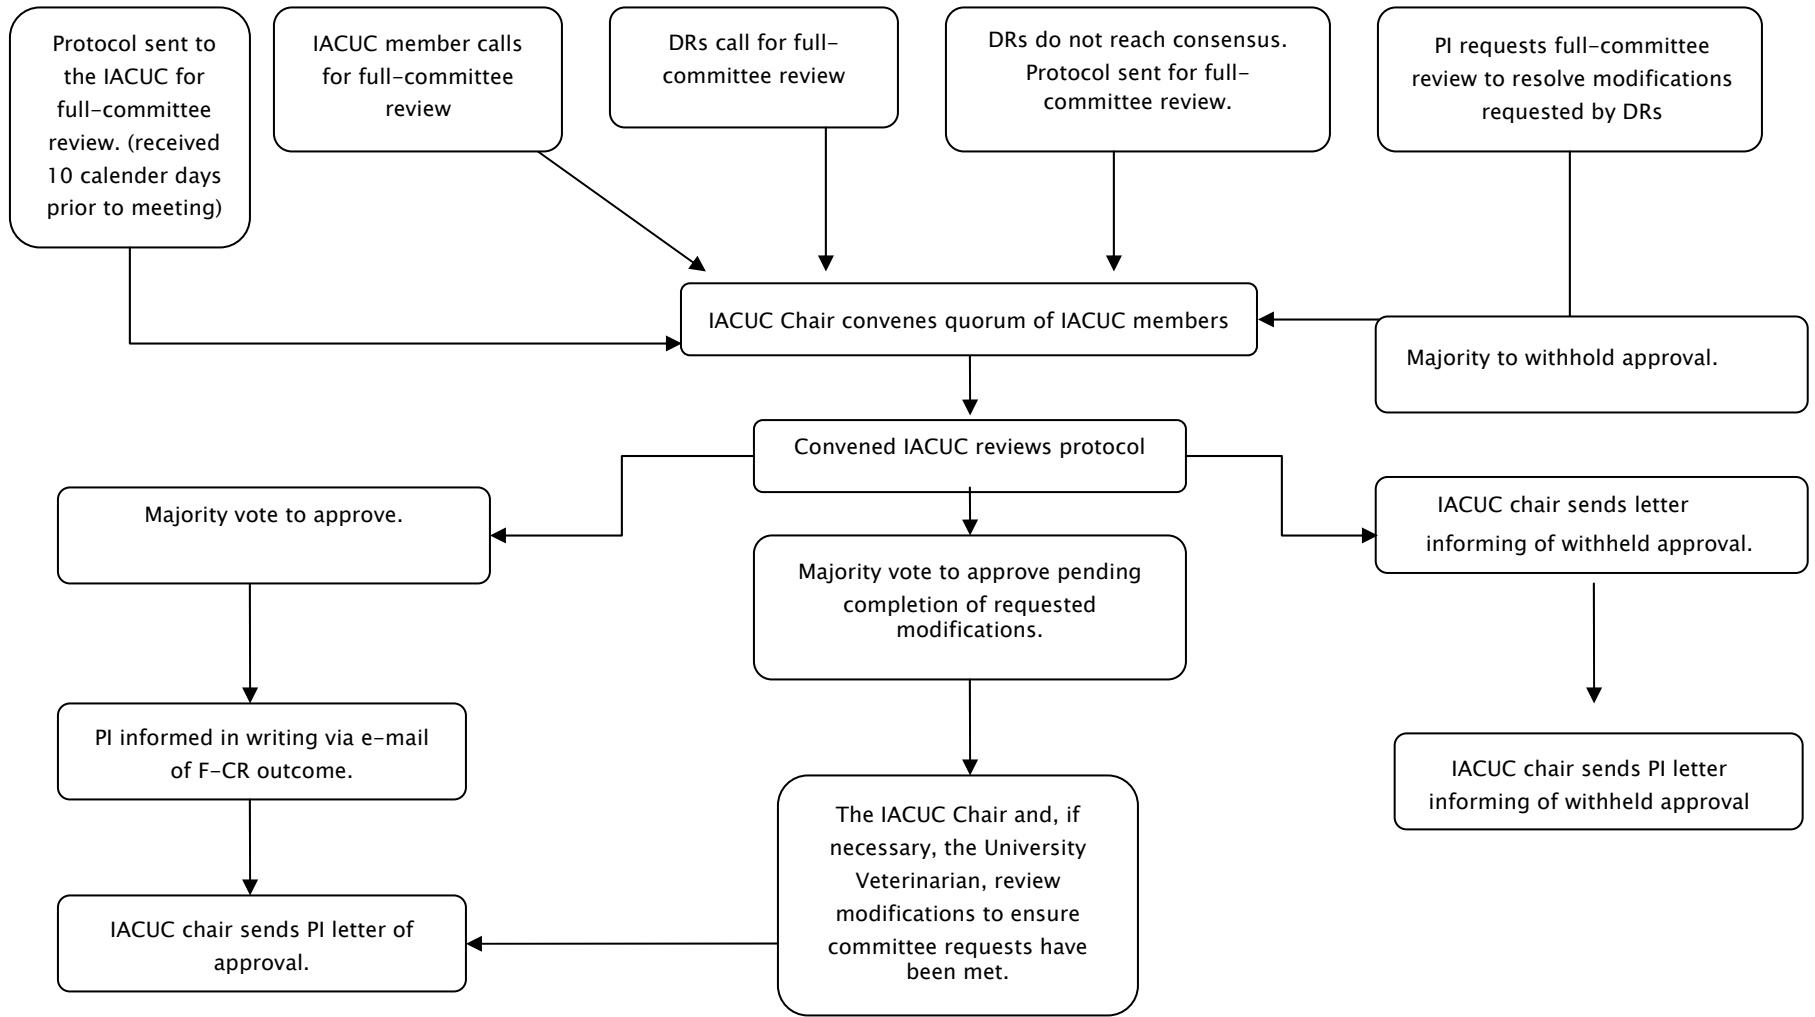 Protocol sent to
the IACUC for
full-committee
review. (received
10 calender days
prior to meeting)
IACUC member calls
for full-committee
review
DRs call for full-
committee review
DRs do not reach consensus.
Protocol sent for full-
committee review.
PI requests full-committee
review to resolve modifications
requested by DRs
IACUC Chair convenes quorum of IACUC members
Majority to withhold approval.
Convened IACUC reviews protocol
Majority vote to approve.
Majority vote to approve pending
completion of requested
modifications.
IACUC chair sends letter
informing of withheld approval.
PI informed in writing via e-mail
of F-CR outcome.
The IACUC Chair and, if
necessary, the University
Veterinarian, review
modifications to ensure
committee requests have
been met.
IACUC chair sends PI letter
informing of withheld approval
IACUC chair sends PI letter of
approval.